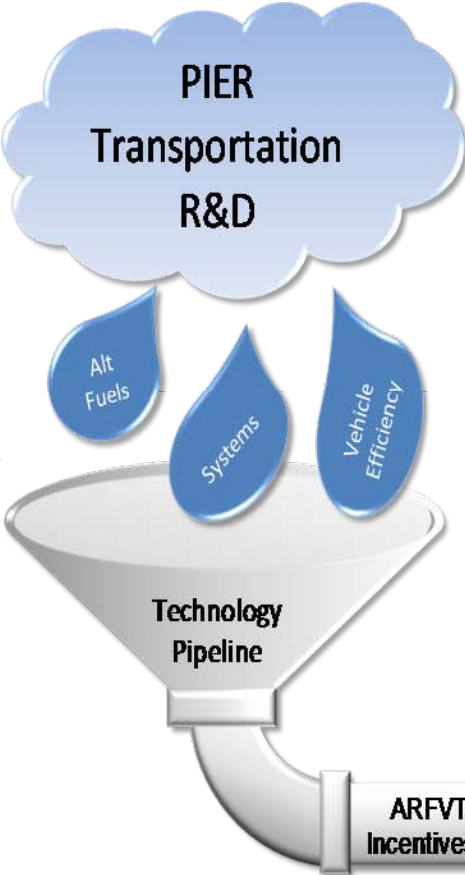 PIER
Transportation
R&D
Alt
Fuels
Systems
Vehicle
Efficiency
Technology
Pipeline
ARFVT
Incentives